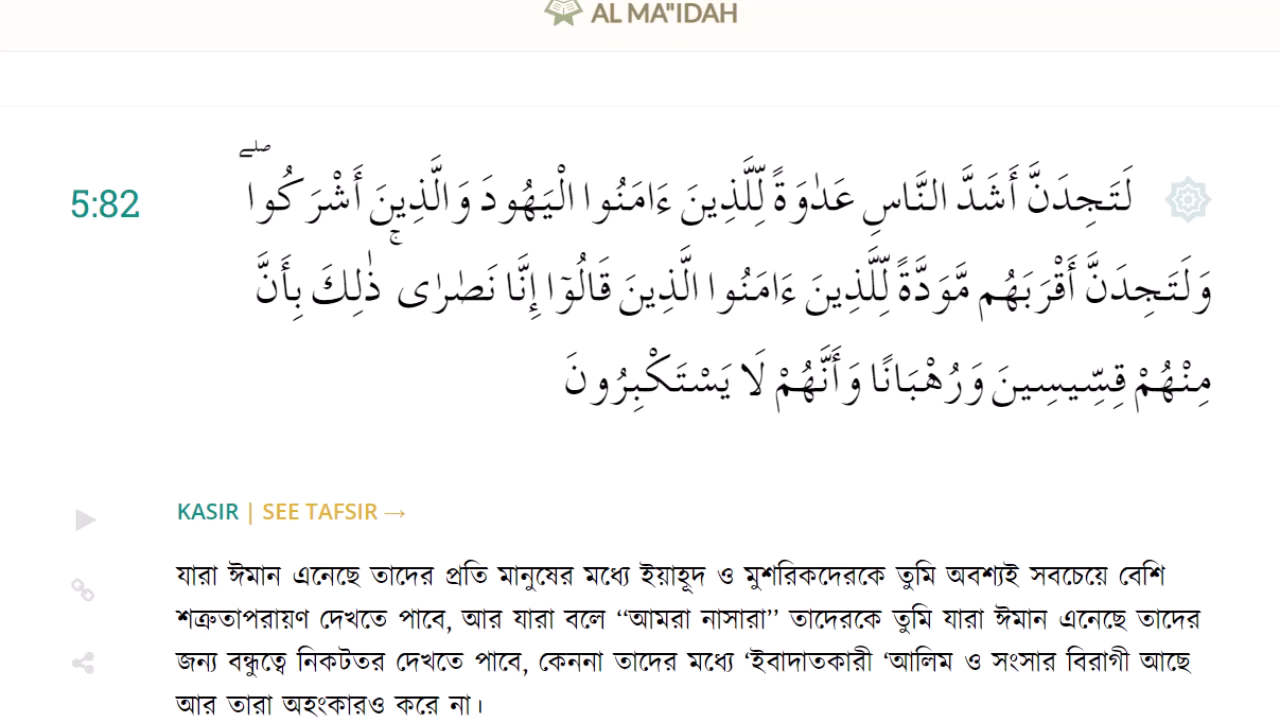 AL MA"IDAH
5:82
لَتَجِدَنَّ أَشَدَّ النَّاسِ عَدٰوَةً لِّلَّذِينَ ءَامَنُوا الْيَهُودَ وَالَّذِينَ أَشْرَكُوا ۖ
وَلَتَجِدَنَّ أَقْرَبَهُم مَّوَدَّةً لِّلَّذِينَ ءَامَنُوا الَّذِينَ قَالُوٓا إِنَّا نَصٰرٰى ۚ ذٰلِكَ بِأَنَّ
مِنْهُمْ قِسِّيسِينَ وَرُهْبَانًا وَأَنَّهُمْ لَا يَسْتَكْبِرُونَ
KASIR | SEE TAFSIR →
যারা ঈমান এনেছে তাদের প্রতি মানুষের মধ্যে ইয়াহূদ ও মুশরিকদেরকে তুমি অবশ্যই সবচেয়ে বেশি
শত্রুতাপরায়ণ দেখতে পাবে, আর যারা বলে ‘‘আমরা নাসারা’’ তাদেরকে তুমি যারা ঈমান এনেছে তাদের
জন্য বন্ধুত্বে নিকটতর দেখতে পাবে, কেননা তাদের মধ্যে ‘ইবাদাতকারী ‘আলিম ও সংসার বিরাগী আছে
আর তারা অহংকারও করে না।